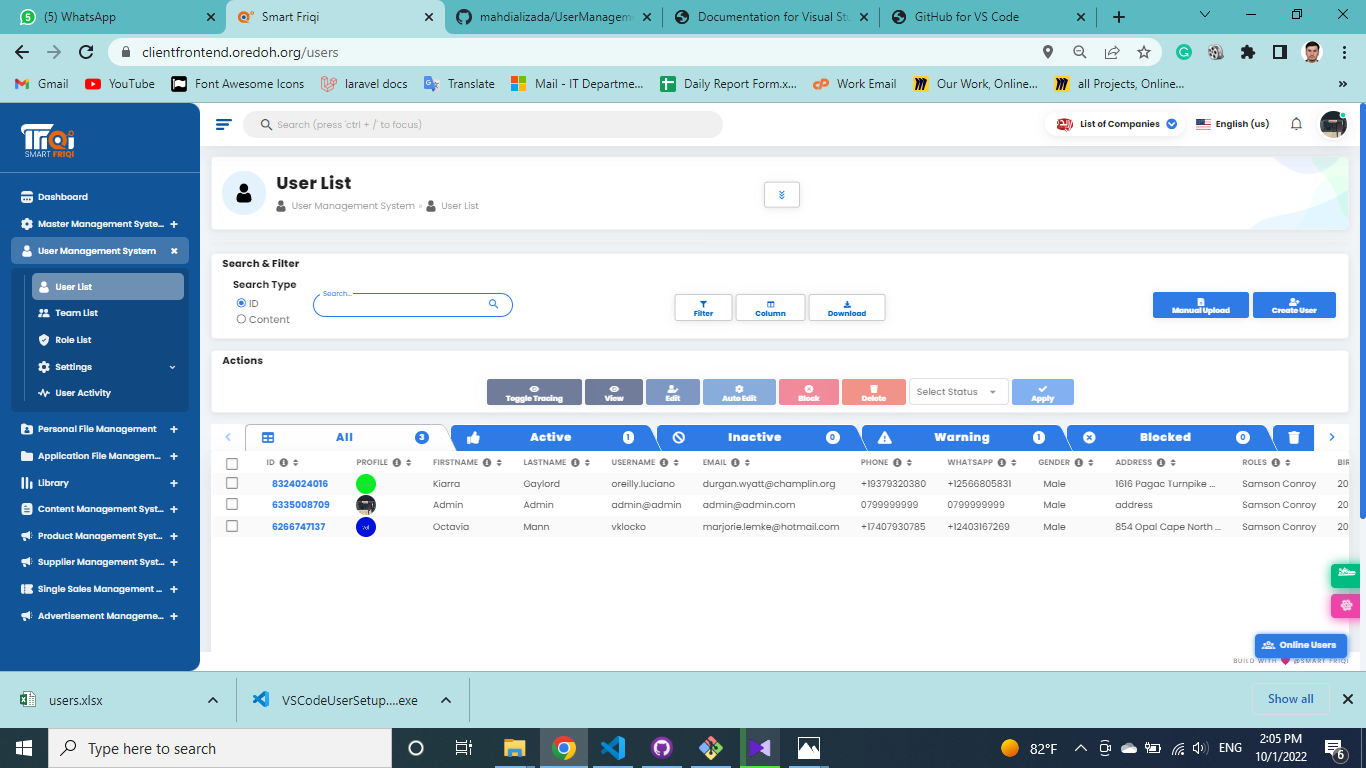 (5) WhatsApp
Smart Friqi
mahdializada/UserManageme
Documentation for Visual Stu
GitHub for VS Code
clientfrontend.oredoh.org/users
Gmail
YouTube
Font Awesome Icons
laravel docs
Translate
Mail - IT Departme...
Daily Report Form.x...
Work Email
Our Work, Online...
all Projects, Online...
»
FRIQI
SMART FRIQI
Search (press 'ctrl + /' to focus)
List of Companies
English (us)
Dashboard
Master Management Syste...
User Management System
User List
Team List
Role List
Settings
User Activity
Personal File Management
Application File Managem...
Library
Content Management Syst...
Product Management Syst...
Supplier Management Syst...
Single Sales Management ...
Advertisement Manageme...
User List
User Management System » User List
Search & Filter
Search Type
ID
Content
Search...
Filter
Column
Download
Manual Upload
Create User
Actions
Toggle Tracing
View
Edit
Auto Edit
Block
Delete
Select Status
Apply
All 3
Active 1
Inactive 0
Warning 1
Blocked 0
ID PROFILE FIRSTNAME LASTNAME USERNAME EMAIL PHONE WHATSAPP GENDER ADDRESS ROLES BIR
8324024016 Kiarra Gaylord oreilly.luciano durgan.wyatt@champlin.org +19379320380 +12566805831 Male 1616 Pagac Turnpike ... Samson Conroy 20
6335008709 Admin Admin admin@admin admin@admin.com 0799999999 0799999999 Male address Samson Conroy 20
6266747137 Octavia Mann vklocko marjorie.lemke@hotmail.com +17407930785 +12403167269 Male 854 Opal Cape North ... Samson Conroy 20
Online Users
BUILD WITH @SMART FRIQI
users.xlsx
VSCodeUserSetup....exe
Show all
Type here to search
82°F
ENG
2:05 PM
10/1/2022
6